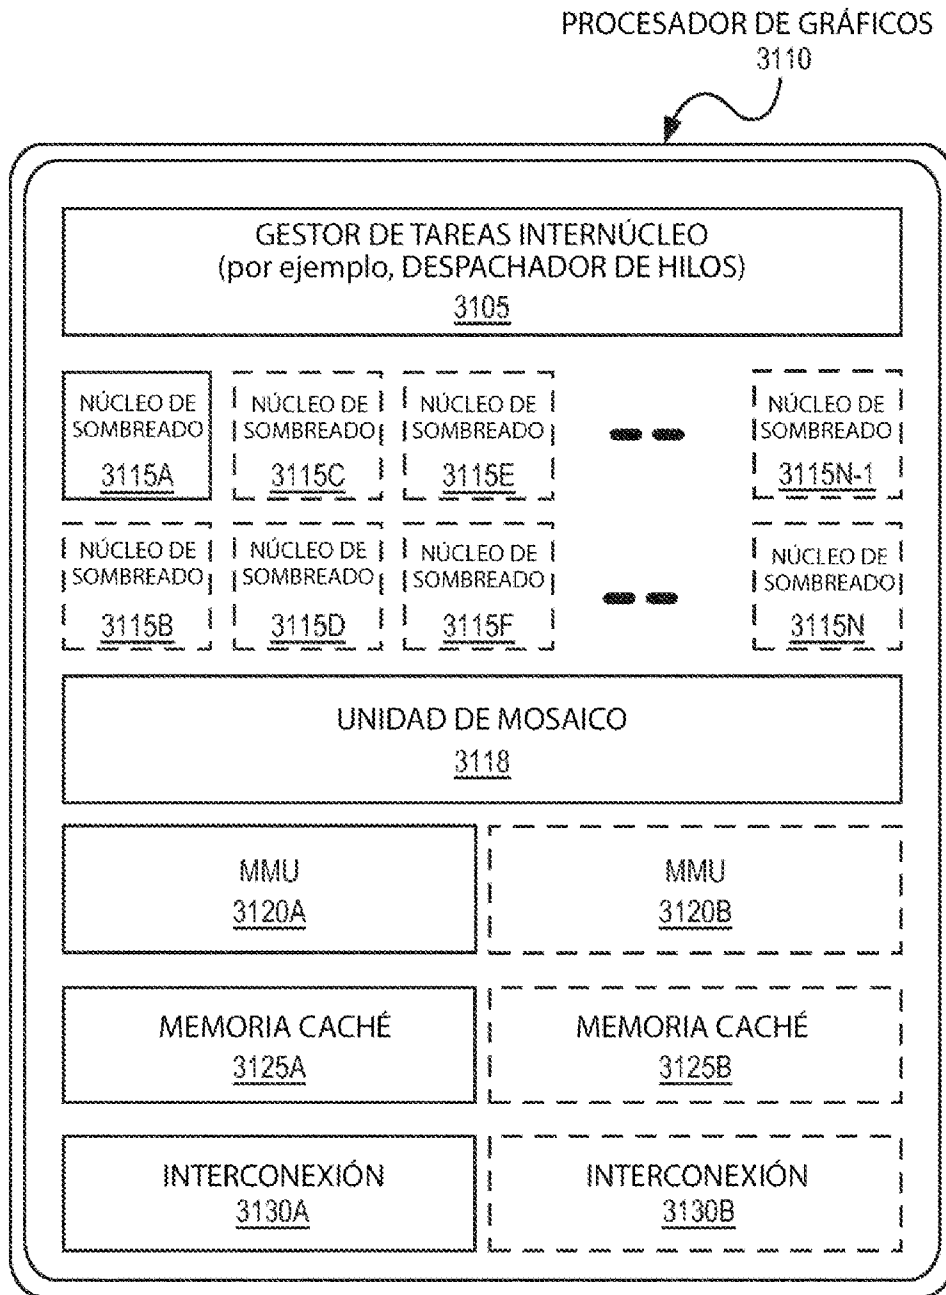 PROCESADOR DE GRÁFICOS
3110
GESTOR DE TAREAS INTERNÚCLEO
(por ejemplo, DESPACHADOR DE HILOS)
3105
NÚCLEO DE
SOMBREADO
3115A
NÚCLEO DE
SOMBREADO
3115C
NÚCLEO DE
SOMBREADO
3115E
NÚCLEO DE
SOMBREADO
3115N-1
NÚCLEO DE
SOMBREADO
3115B
NÚCLEO DE
SOMBREADO
3115D
NÚCLEO DE
SOMBREADO
3115F
NÚCLEO DE
SOMBREADO
3115N
UNIDAD DE MOSAICO
3118
MMU
3120A
MMU
3120B
MEMORIA CACHÉ
3125A
MEMORIA CACHÉ
3125B
INTERCONEXIÓN
3130A
INTERCONEXIÓN
3130B